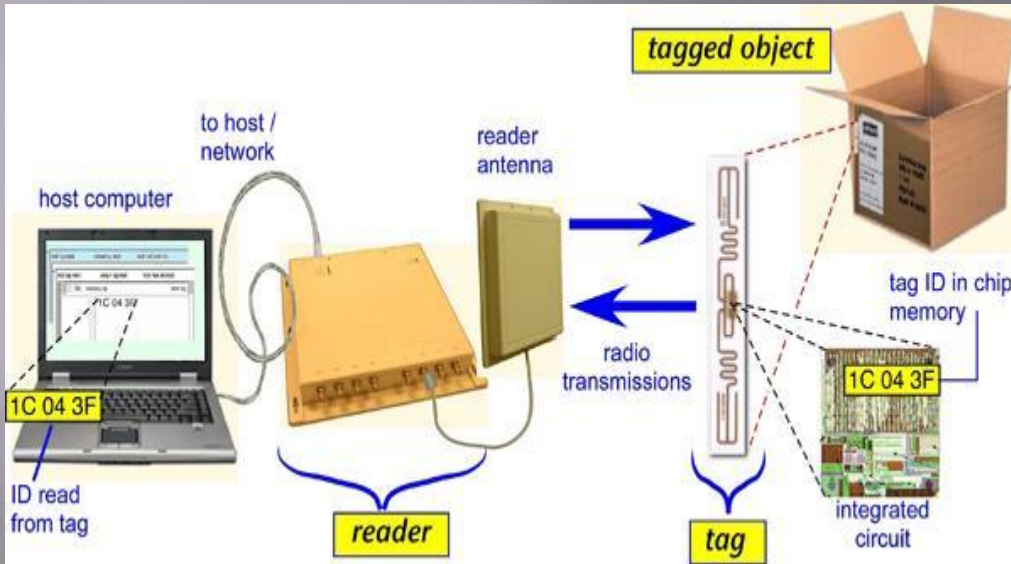 tagged object
to host /
network
reader
antenna
host computer
1C 04 3F
tag ID in chip
memory
1C 04 3F
radio
transmissions
1C 04 3F
ID read
from tag
reader
tag
integrated
circuit